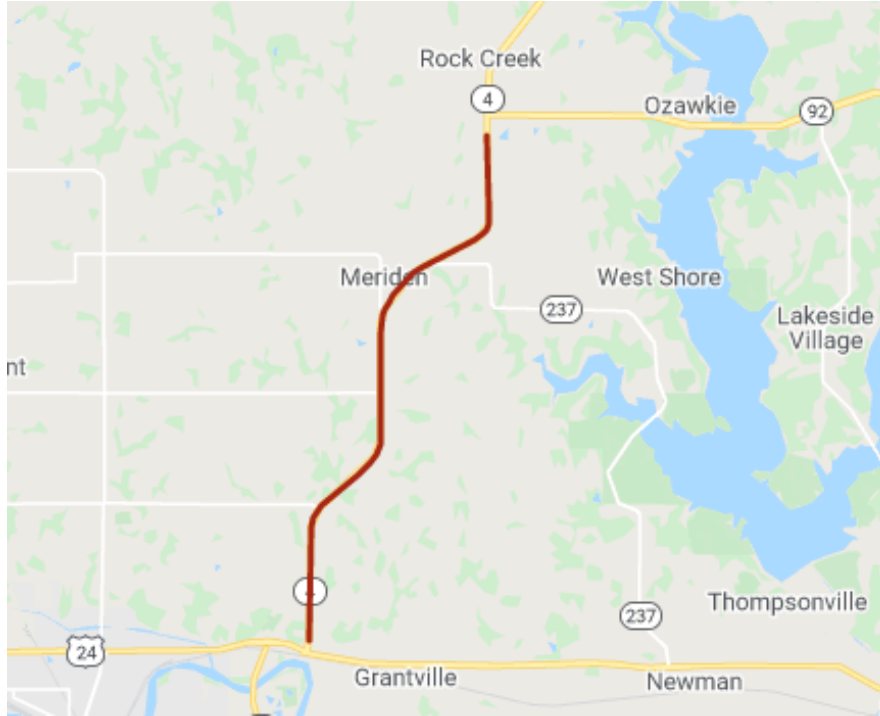 Rock Creek
4
Ozawkie
92
Meriden
West Shore
237
Lakeside
Village
nt
4
Thompsonville
237
24
Grantville
Newman